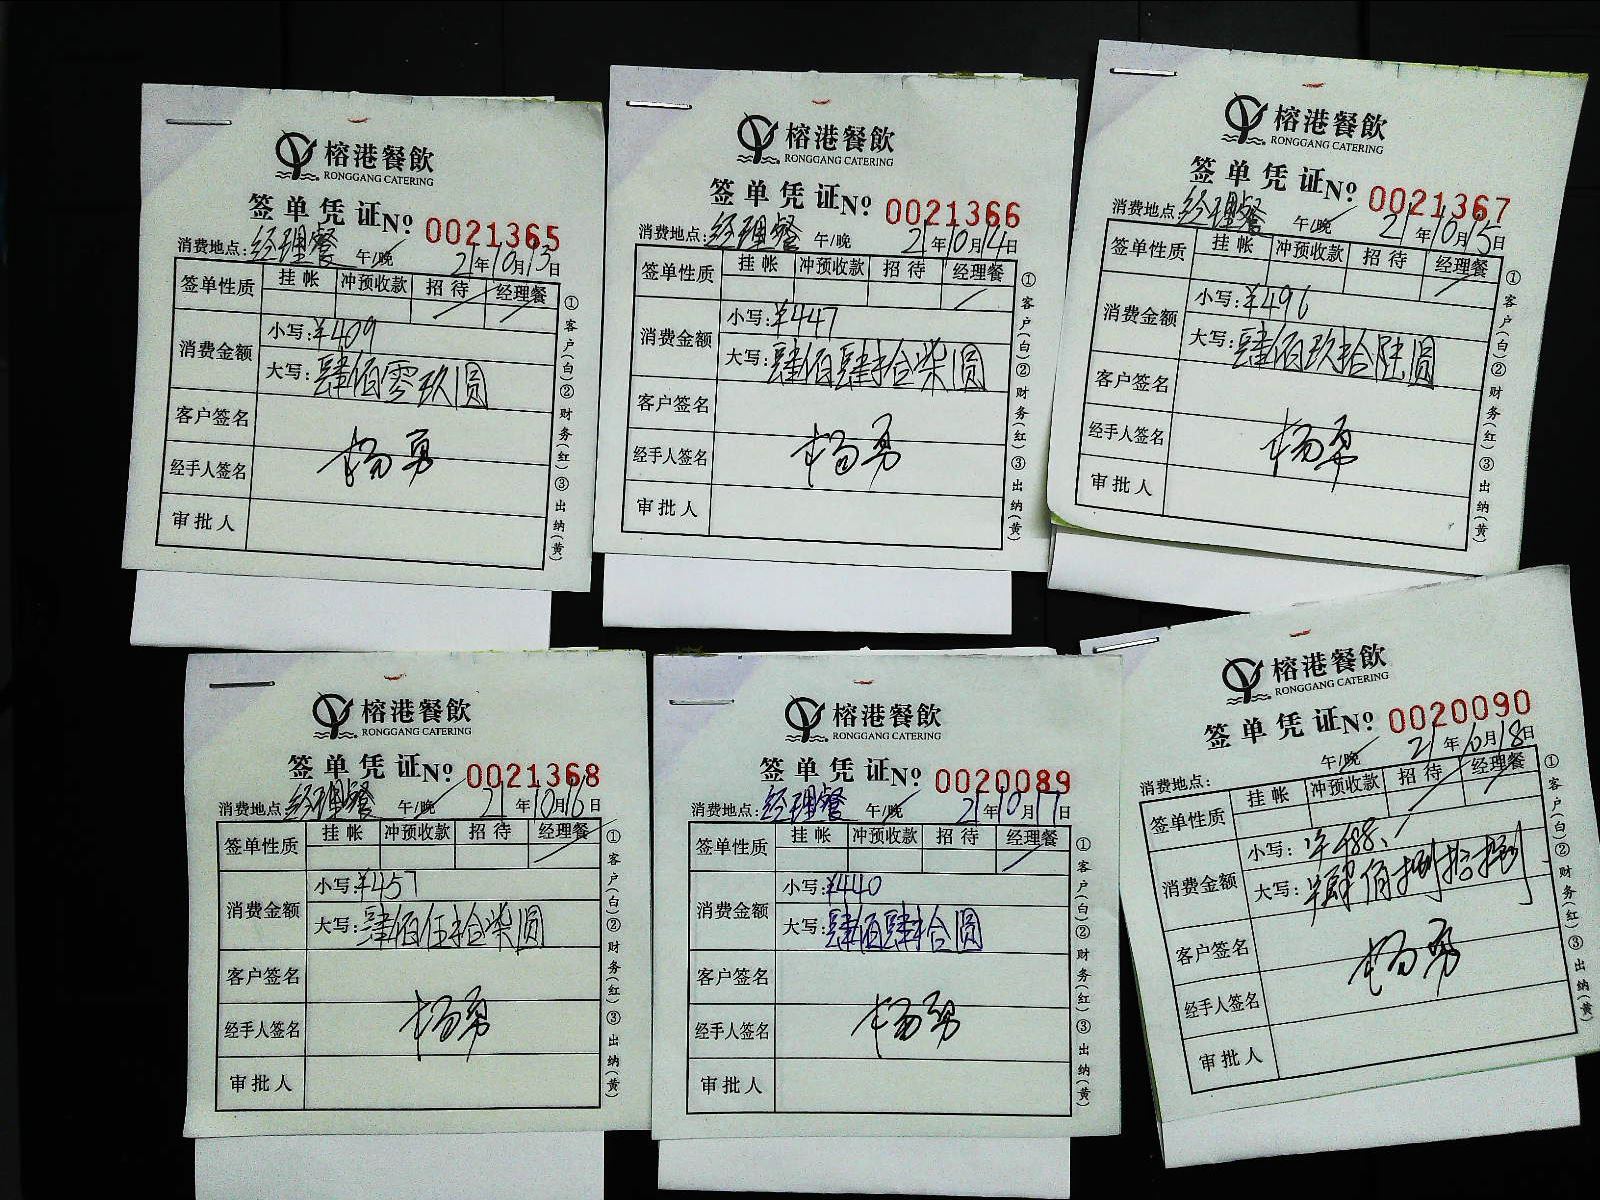 榕港餐飲
RONGGANG CATERING
签单凭证 No 0021365
消费地点:经理餐 午/晚 21年10月13日
签单性质 挂帐 冲预收款 招待 经理餐
消费金额 小写:¥409
大写:肆佰零玖圆
客户签名
经手人签名 杨勇
审批人
①客户(白)②财务(红)③出纳(黄)
榕港餐飲
RONGGANG CATERING
签单凭证 No 0021366
消费地点:经理餐 午/晚 21年10月14日
签单性质 挂帐 冲预收款 招待 经理餐
消费金额 小写:¥447
大写:肆佰肆拾柒圆
客户签名
经手人签名 杨勇
审批人
①客户(白)②财务(红)③出纳(黄)
榕港餐飲
RONGGANG CATERING
签单凭证 No 0021367
消费地点:经理餐 午/晚 21年10月15日
签单性质 挂帐 冲预收款 招待 经理餐
消费金额 小写:¥496
大写:肆佰玖拾陆圆
客户签名
经手人签名 杨勇
审批人
①客户(白)②财务(红)③出纳(黄)
榕港餐飲
RONGGANG CATERING
签单凭证 No 0021368
消费地点:经理餐 午/晚 21年10月16日
签单性质 挂帐 冲预收款 招待 经理餐
消费金额 小写:¥457
大写:肆佰伍拾柒圆
客户签名
经手人签名 杨勇
审批人
①客户(白)②财务(红)③出纳(黄)
榕港餐飲
RONGGANG CATERING
签单凭证 No 0020089
消费地点:经理餐 午/晚 21年10月17日
签单性质 挂帐 冲预收款 招待 经理餐
消费金额 小写:¥440
大写:肆佰肆拾圆
客户签名
经手人签名 杨勇
审批人
①客户(白)②财务(红)③出纳(黄)
榕港餐飲
RONGGANG CATERING
签单凭证 No 0020090
午/晚 21年10月18日
消费地点:
签单性质 挂帐 冲预收款 招待 经理餐
消费金额 小写:¥488
大写:肆佰捌拾捌
客户签名 杨勇
经手人签名
审批人
①客户(白)②财务(红)③出纳(黄)